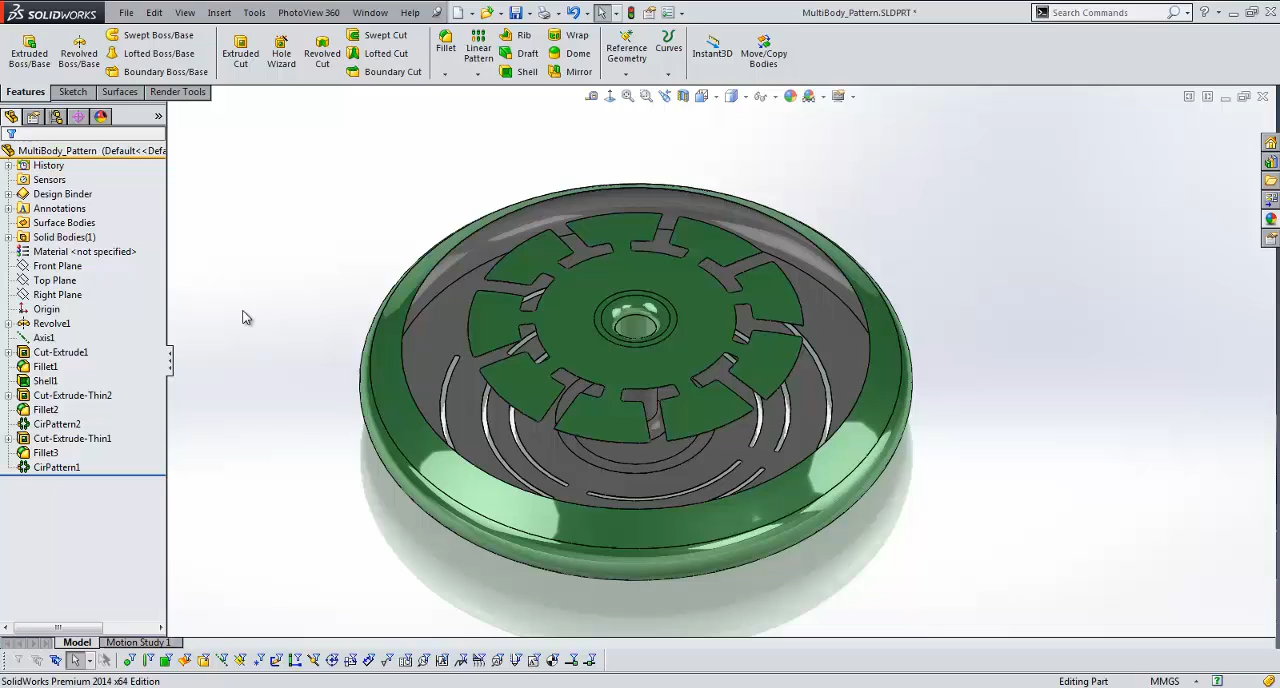 SOLIDWORKS File Edit View Insert Tools PhotoView 360 Window Help MultiBody_Pattern.SLDPRT * Search Commands
Extruded Boss/Base
Revolved Boss/Base
Swept Boss/Base
Lofted Boss/Base
Boundary Boss/Base
Extruded Cut
Hole Wizard
Revolved Cut
Swept Cut
Lofted Cut
Boundary Cut
Fillet
Linear Pattern
Rib
Draft
Shell
Wrap
Dome
Mirror
Reference Geometry
Curves
Instant3D
Move/Copy Bodies
Features Sketch Surfaces Render Tools
MultiBody_Pattern (Default<<Defa
History
Sensors
Design Binder
Annotations
Surface Bodies
Solid Bodies(1)
Material <not specified>
Front Plane
Top Plane
Right Plane
Origin
Revolve1
Axis1
Cut-Extrude1
Fillet1
Shell1
Cut-Extrude-Thin2
Fillet2
CirPattern2
Cut-Extrude-Thin1
Fillet3
CirPattern1
Model Motion Study 1
SolidWorks Premium 2014 x64 Edition Editing Part MMGS